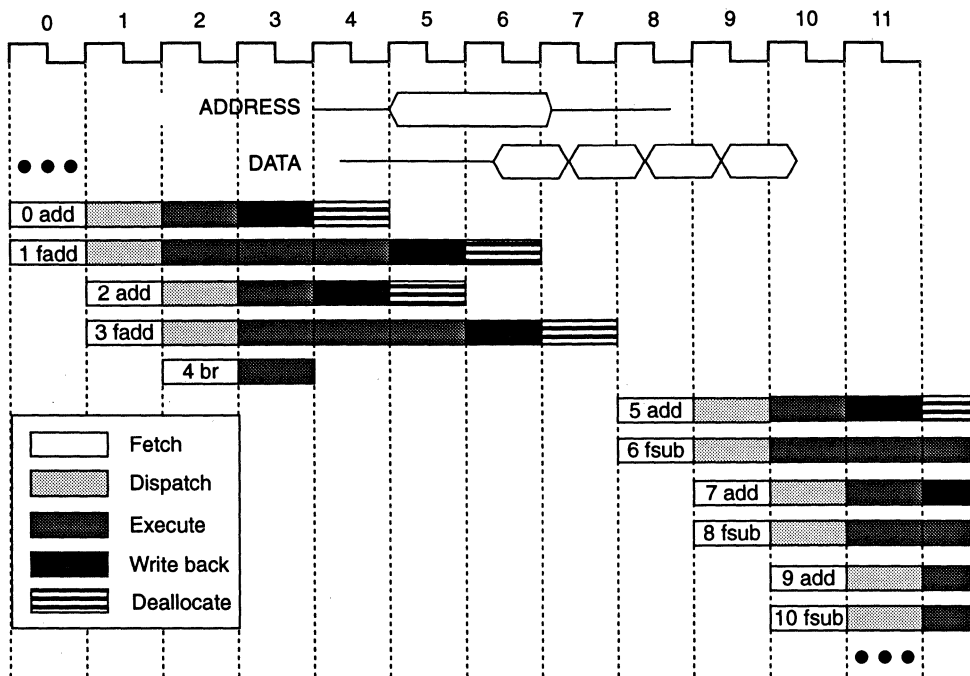 0 1 2 3 4 5 6 7 8 9 10 11
ADDRESS
DATA
0 add
1 fadd
2 add
3 fadd
4 br
5 add
6 fsub
7 add
8 fsub
9 add
10 fsub
Fetch
Dispatch
Execute
Write back
Deallocate